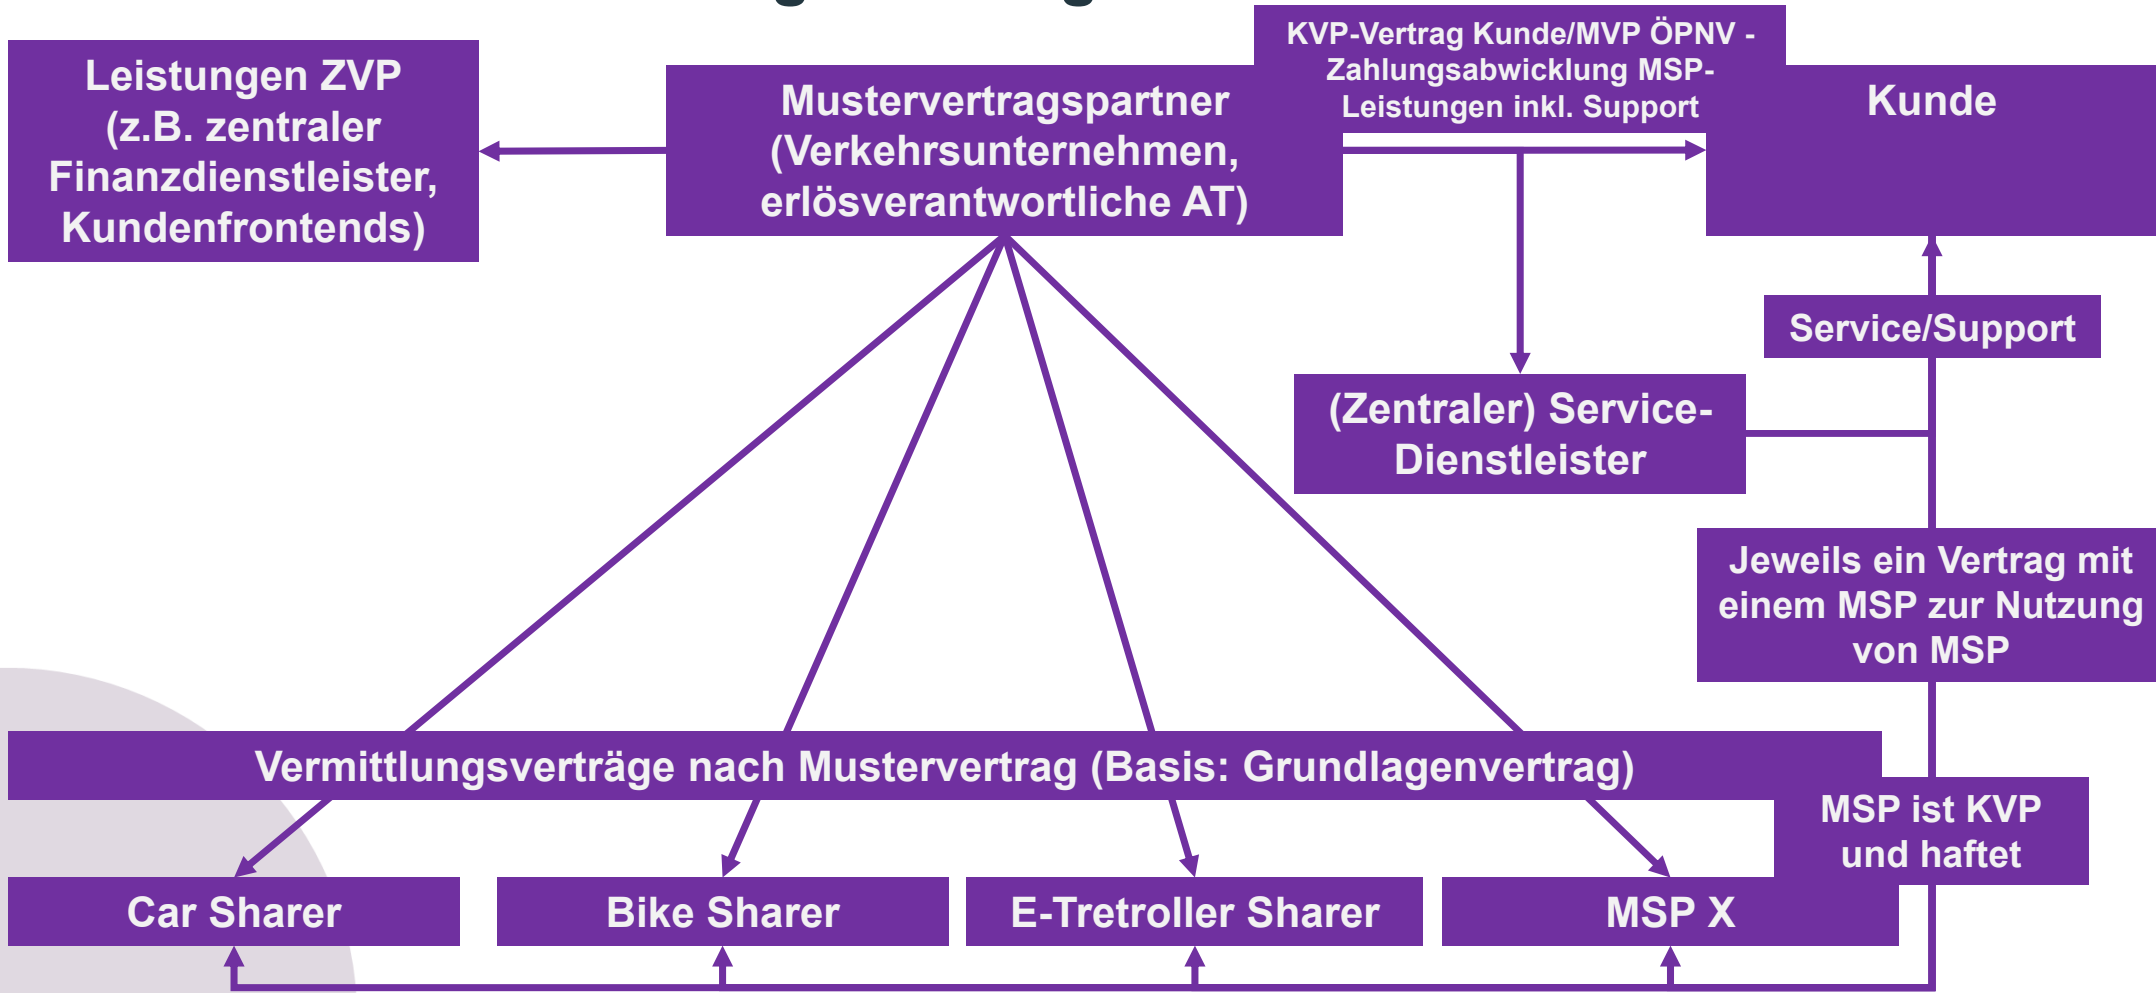 KVP-Vertrag Kunde/MVP ÖPNV -
Zahlungsabwicklung MSP-
Leistungen inkl. Support
Leistungen ZVP
(z.B. zentraler
Finanzdienstleister,
Kundenfrontends)
Mustervertragspartner
(Verkehrsunternehmen,
erlösverantwortliche AT)
Kunde
Service/Support
(Zentraler) Service-
Dienstleister
Jeweils ein Vertrag mit
einem MSP zur Nutzung
von MSP
Vermittlungsverträge nach Mustervertrag (Basis: Grundlagenvertrag)
MSP ist KVP
und haftet
Car Sharer
Bike Sharer
E-Tretroller Sharer
MSP X